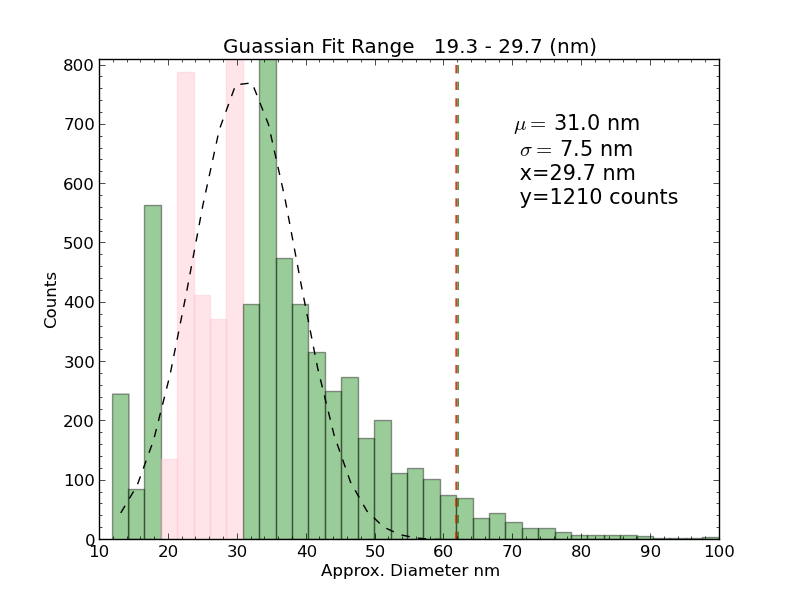 Guassian Fit Range   19.3 - 29.7 (nm)
800
700
600
500
400
300
200
100
0
Counts
μ = 31.0 nm
σ = 7.5 nm
x=29.7 nm
y=1210 counts
10 20 30 40 50 60 70 80 90 100
Approx. Diameter nm